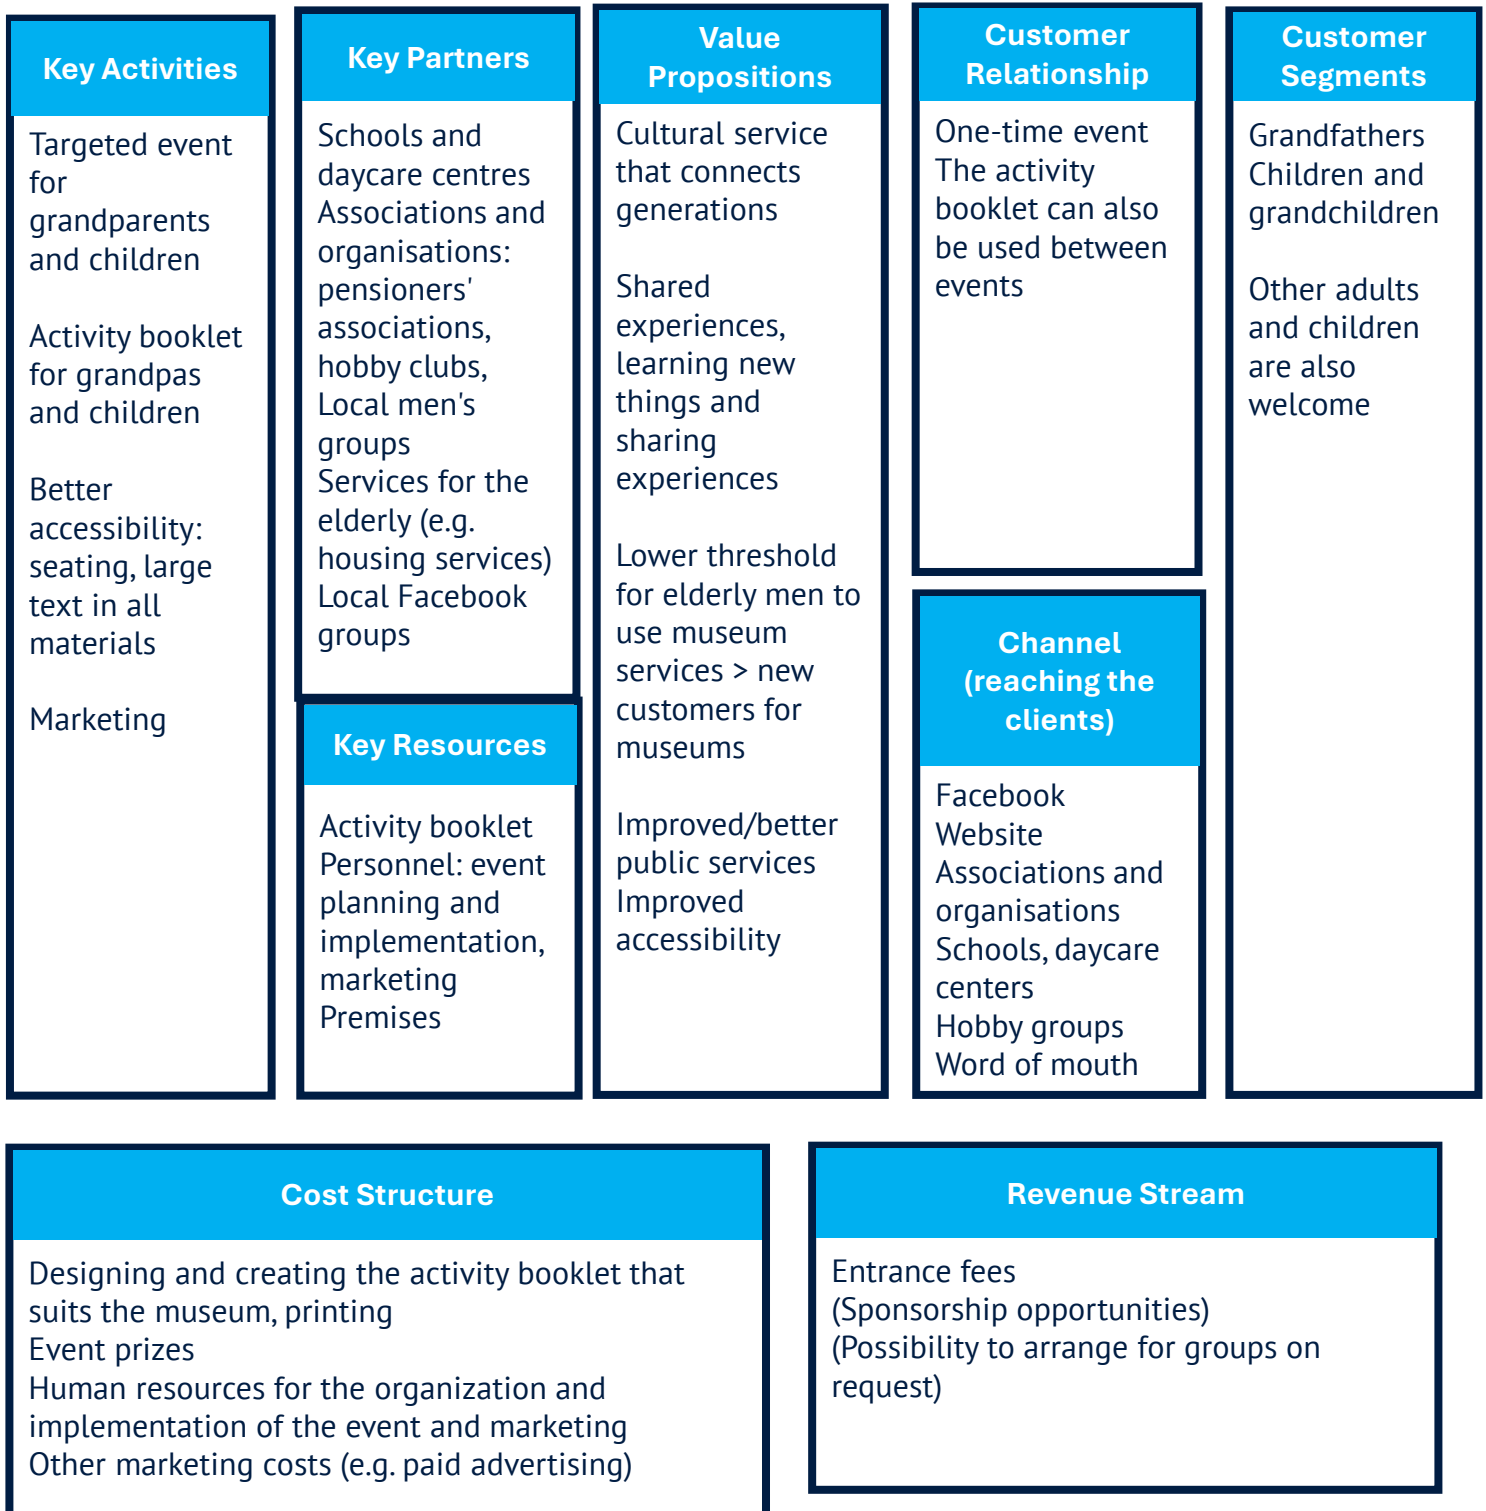 Key Activities
Targeted event
for
grandparents
and children
Activity booklet
for grandpas
and children
Better
accessibility:
seating, large
text in all
materials
Marketing
Key Partners
Schools and
daycare centres
Associations and
organisations:
pensioners'
associations,
hobby clubs,
Local men's
groups
Services for the
elderly (e.g.
housing services)
Local Facebook
groups
Key Resources
Activity booklet
Personnel: event
planning and
implementation,
marketing
Premises
Value
Propositions
Cultural service
that connects
generations
Shared
experiences,
learning new
things and
sharing
experiences
Lower threshold
for elderly men to
use museum
services > new
customers for
museums
Improved/better
public services
Improved
accessibility
Customer
Relationship
One-time event
The activity
booklet can also
be used between
events
Channel
(reaching the
clients)
Facebook
Website
Associations and
organisations
Schools, daycare
centers
Hobby groups
Word of mouth
Customer
Segments
Grandfathers
Children and
grandchildren
Other adults
and children
are also
welcome
Cost Structure
Designing and creating the activity booklet that
suits the museum, printing
Event prizes
Human resources for the organization and
implementation of the event and marketing
Other marketing costs (e.g. paid advertising)
Revenue Stream
Entrance fees
(Sponsorship opportunities)
(Possibility to arrange for groups on
request)